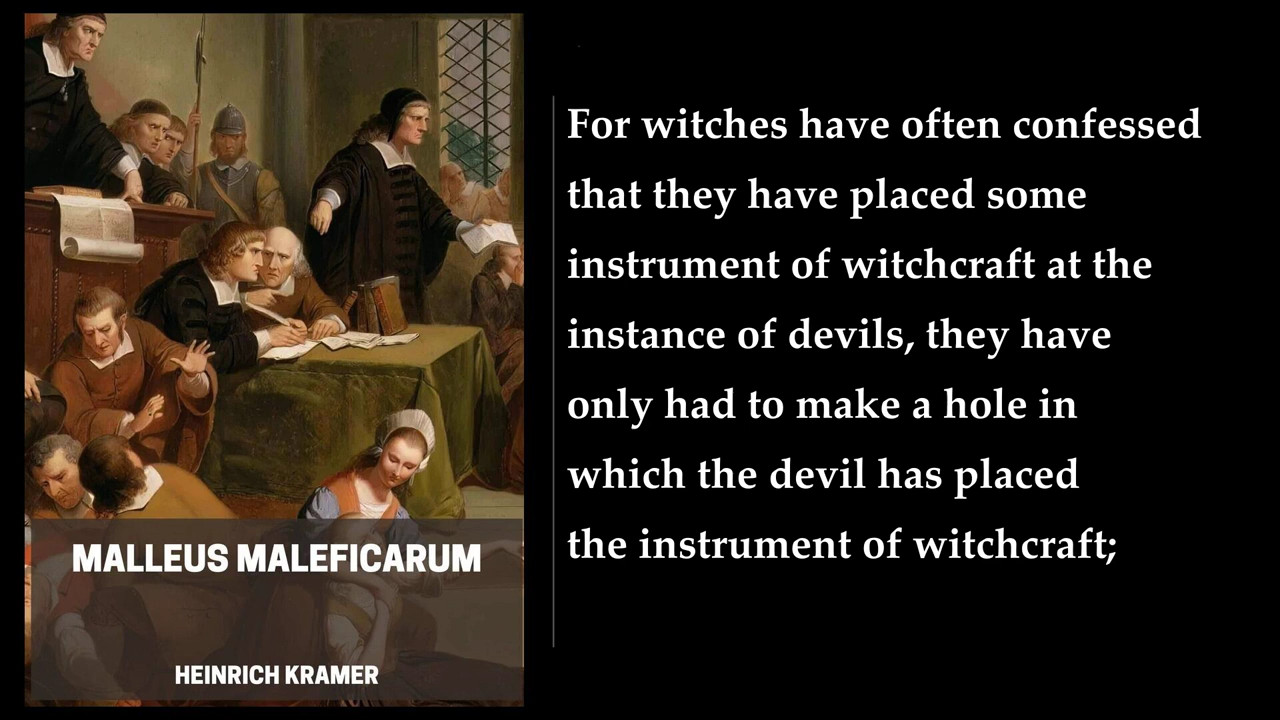 MALLEUS MALEFICARUM
HEINRICH KRAMER
For witches have often confessed
that they have placed some
instrument of witchcraft at the
instance of devils, they have
only had to make a hole in
which the devil has placed
the instrument of witchcraft;